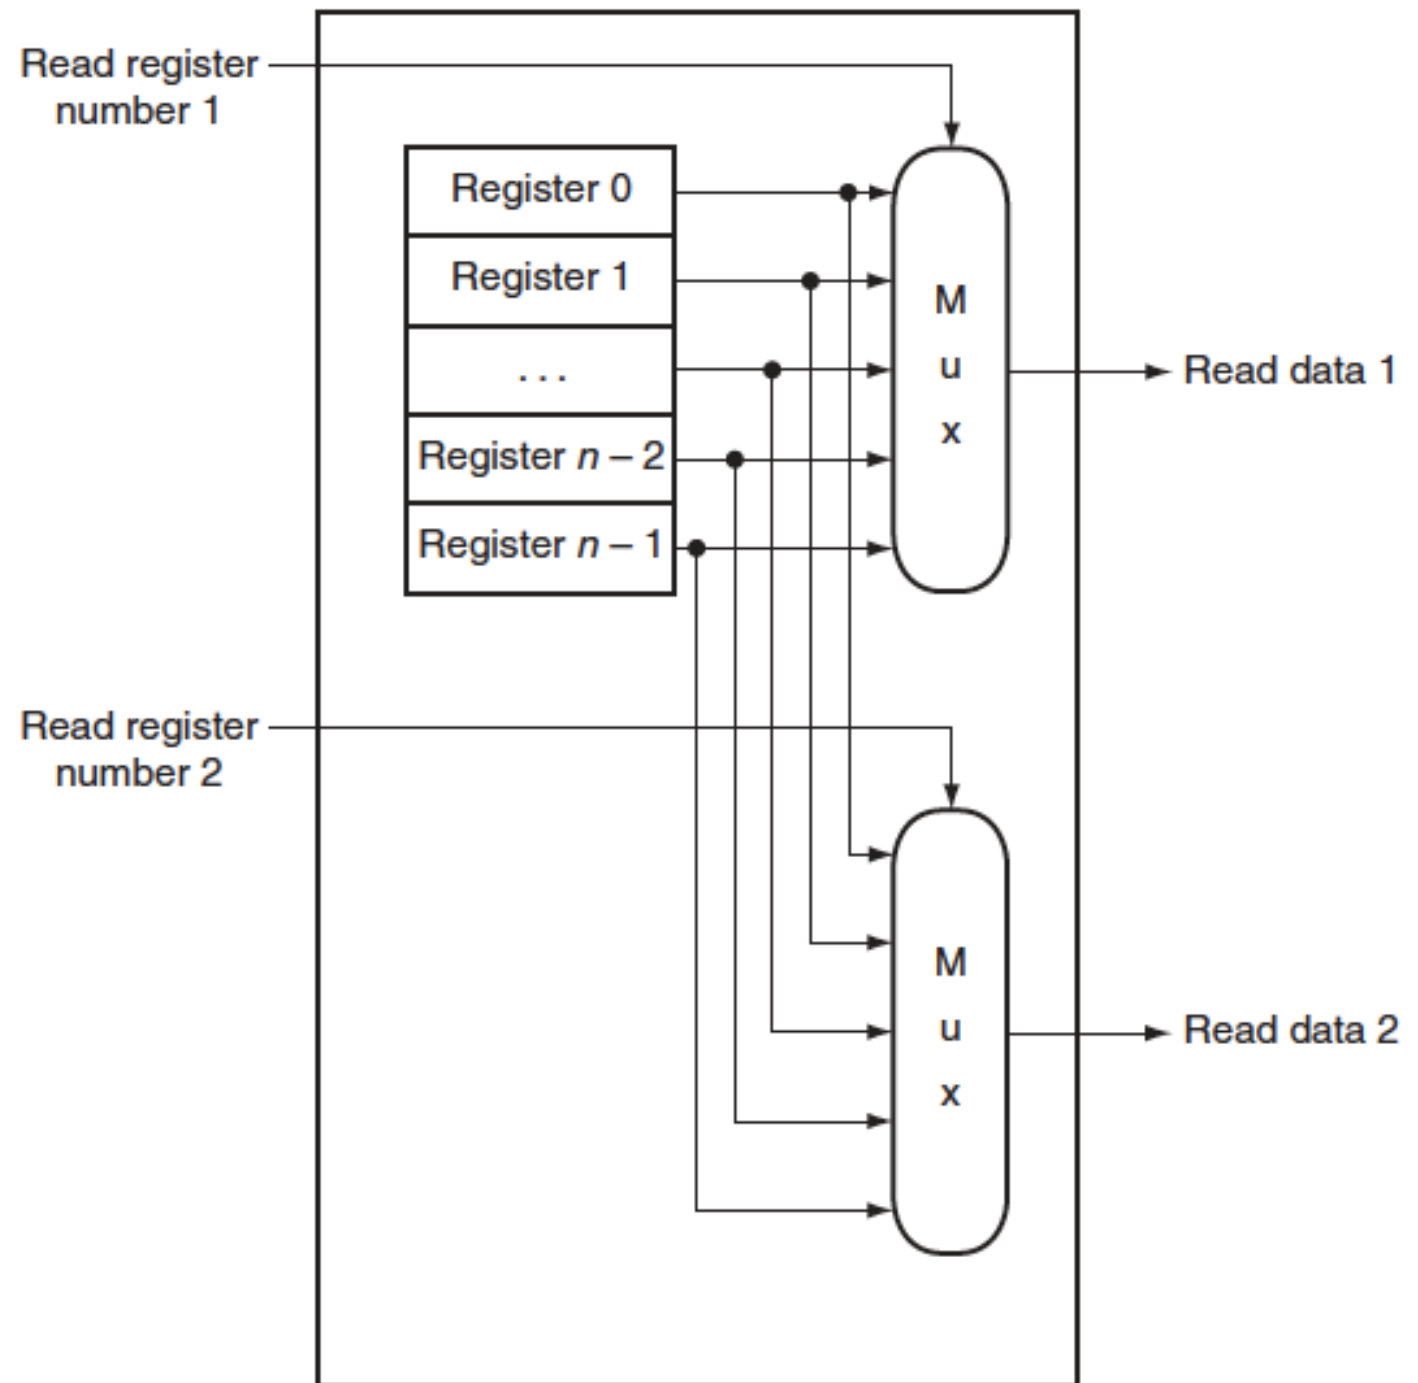 Read register
number 1
Register 0
Register 1
. . .
Register n – 2
Register n – 1
M
u
x
Read data 1
Read register
number 2
M
u
x
Read data 2